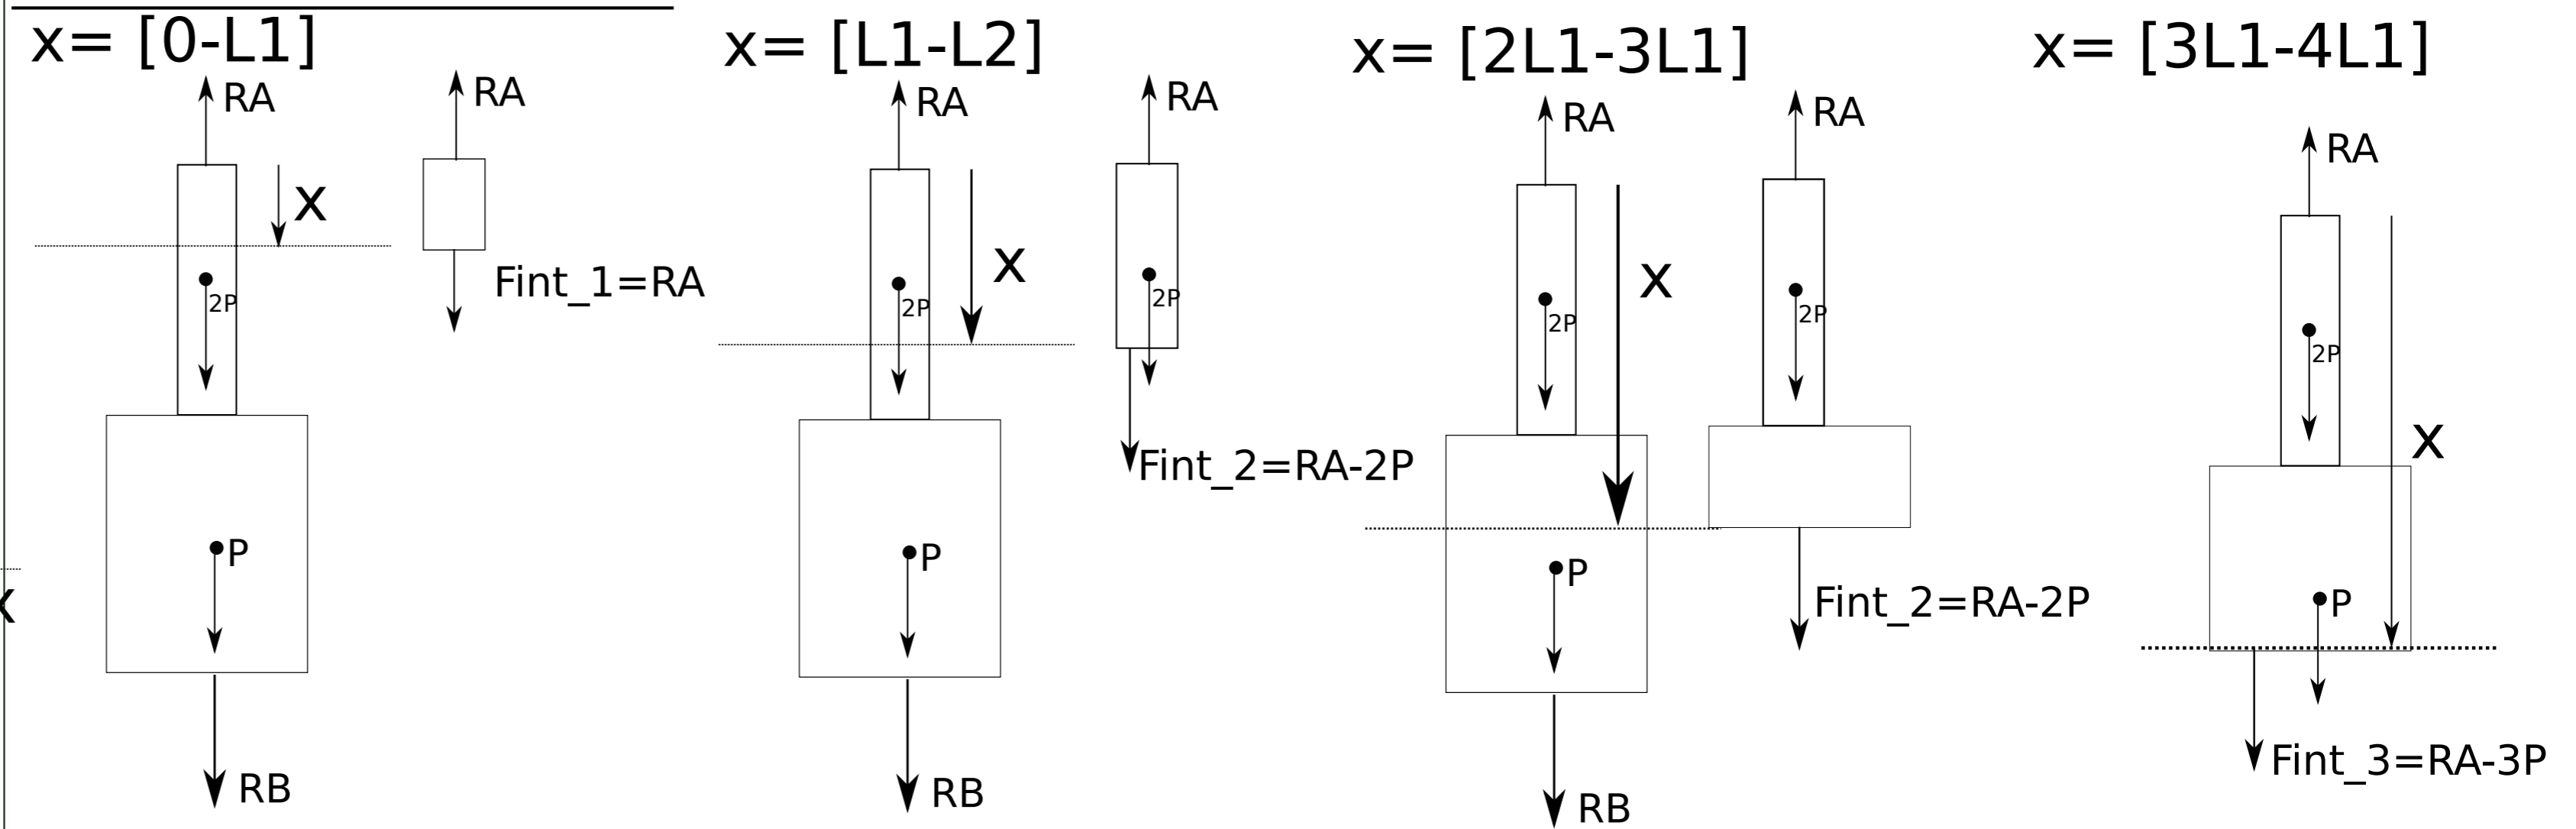 x= [0-L1]
RA
RA
x
2P
Fint_1=RA
P
RB
x
x= [L1-L2]
RA
RA
x
2P
2P
Fint_2=RA-2P
P
RB
x= [2L1-3L1]
RA
RA
x
2P
2P
P
Fint_2=RA-2P
RB
x= [3L1-4L1]
RA
2P
x
P
Fint_3=RA-3P